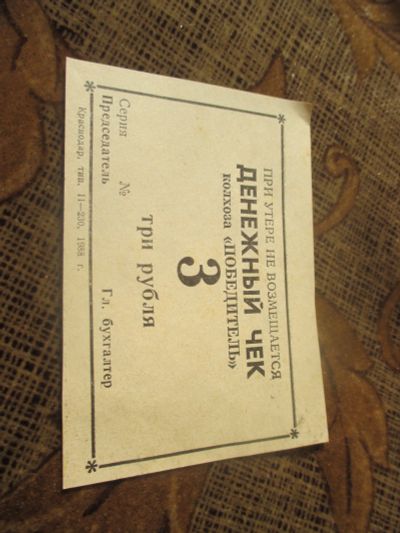 ПРИ УТЕРЕ НЕ ВОЗМЕЩАЕТСЯ
ДЕНЕЖНЫЙ ЧЕК
колхоза «ПОБЕДИТЕЛЬ»
3
три рубля
Серия №
Председатель Гл. бухгалтер
Краснодар, тип. 11—230, 1988 г.